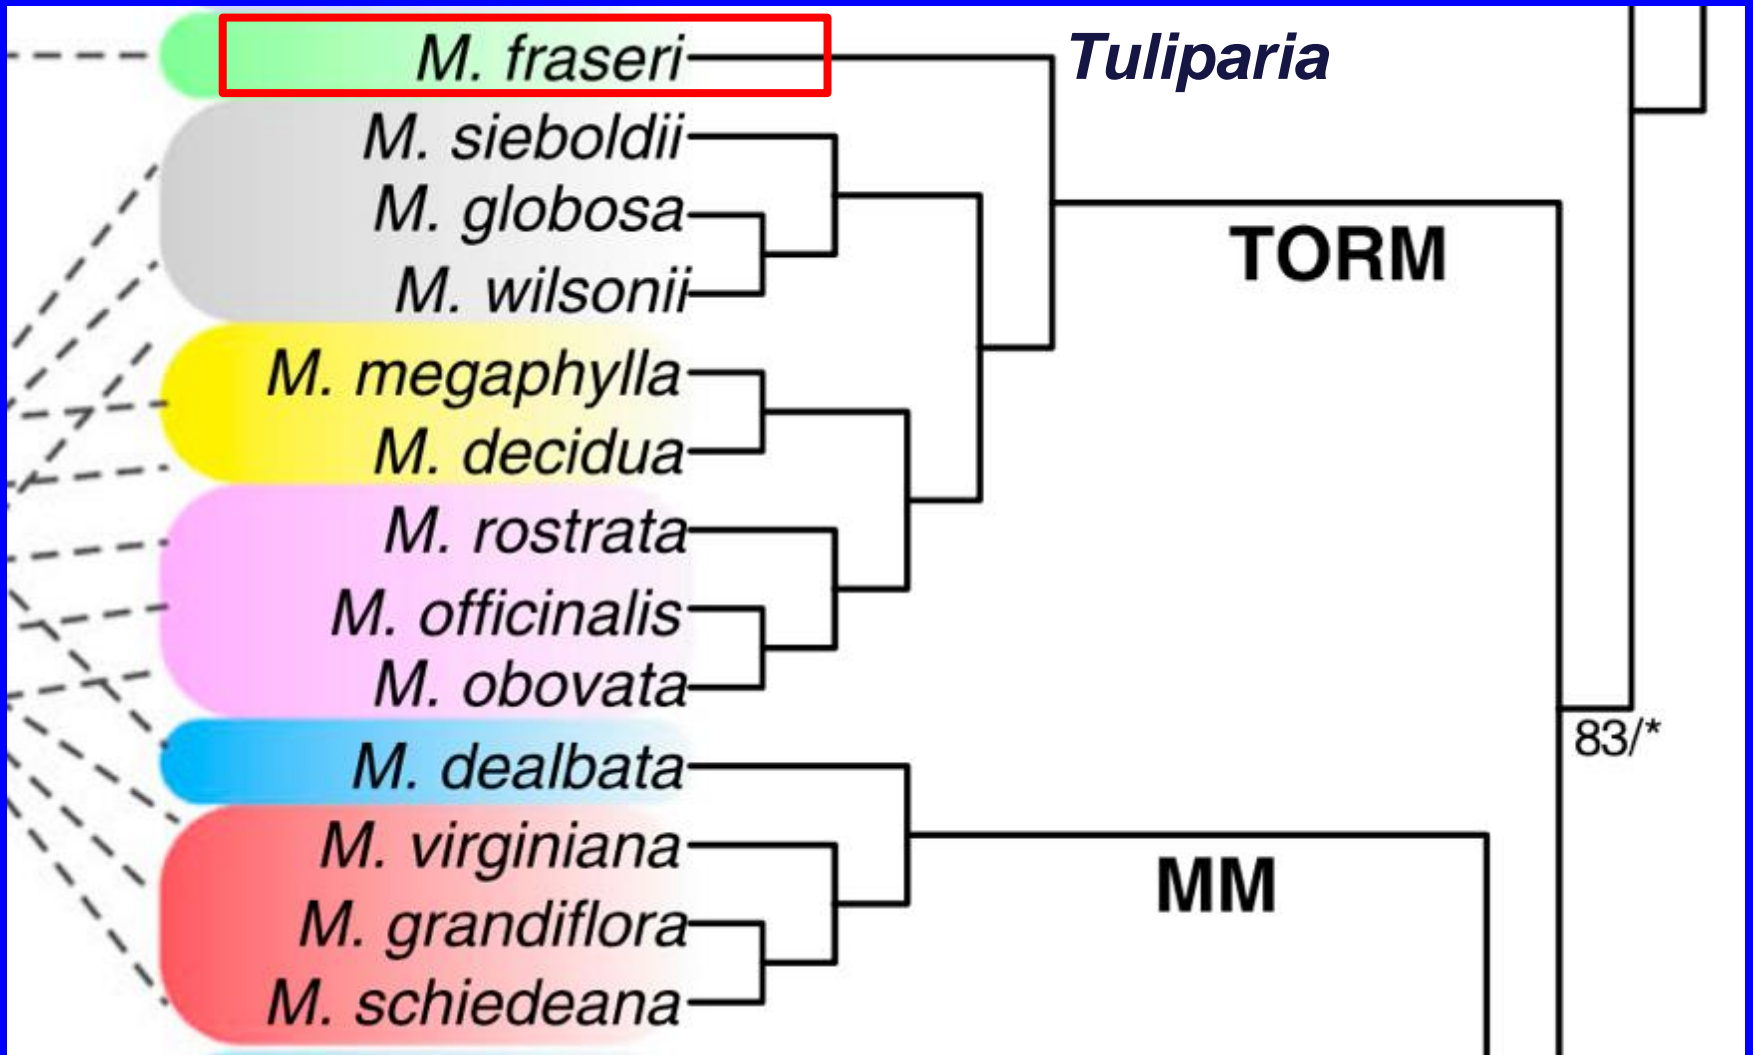 M. fraseri
Tuliparia
M. sieboldii
M. globosa
TORM
M. wilsonii
M. megaphylla
M. decidua
M. rostrata
M. officinalis
M. obovata
83/*
M. dealbata
M. virginiana
MM
M. grandiflora
M. schiedeana